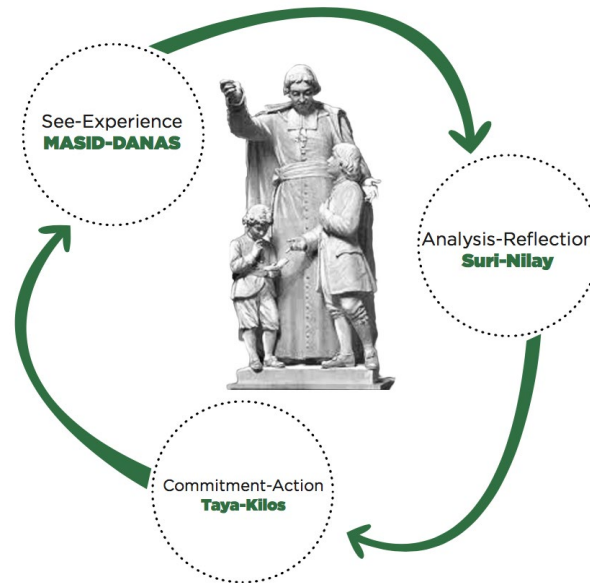 See-Experience
MASID-DANAS
Analysis-Reflection
Suri-Nilay
Commitment-Action
Taya-Kilos